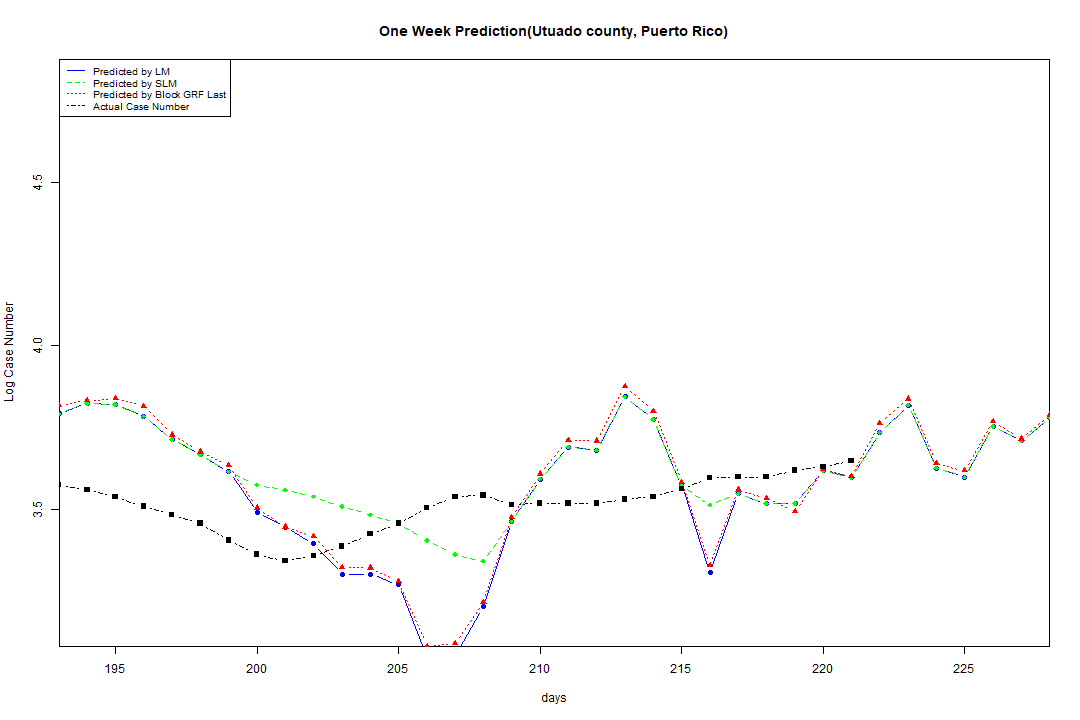 One Week Prediction(Utuado county, Puerto Rico)
Predicted by LM
Predicted by SLM
Predicted by Block GRF Last
Actual Case Number
4.5
4.0
3.5
Log Case Number
195 200 205 210 215 220 225
days